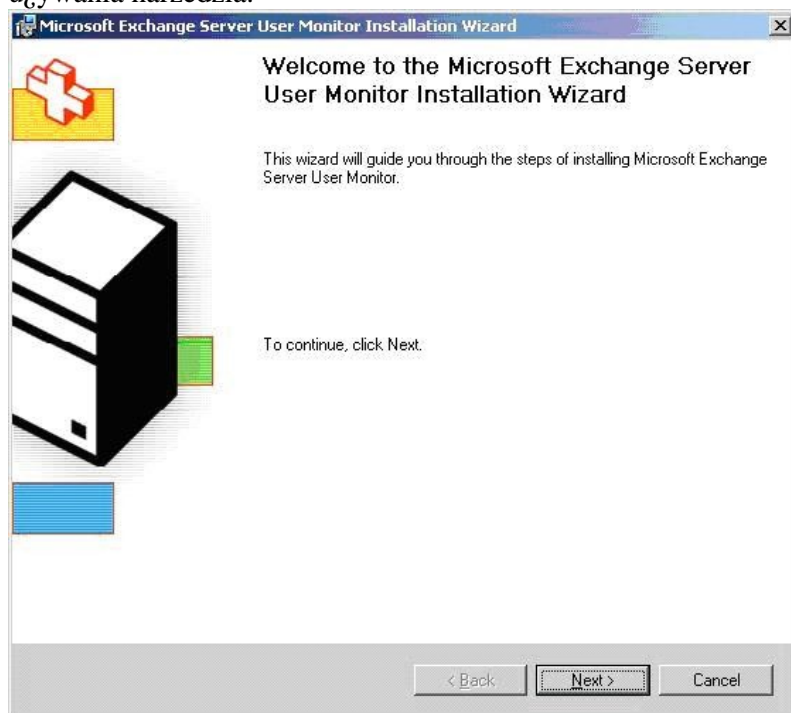 narzędzia.
Microsoft Exchange Server User Monitor Installation Wizard
Welcome to the Microsoft Exchange Server
User Monitor Installation Wizard
This wizard will guide you through the steps of installing Microsoft Exchange
Server User Monitor.
To continue, click Next.
< Back
Next >
Cancel